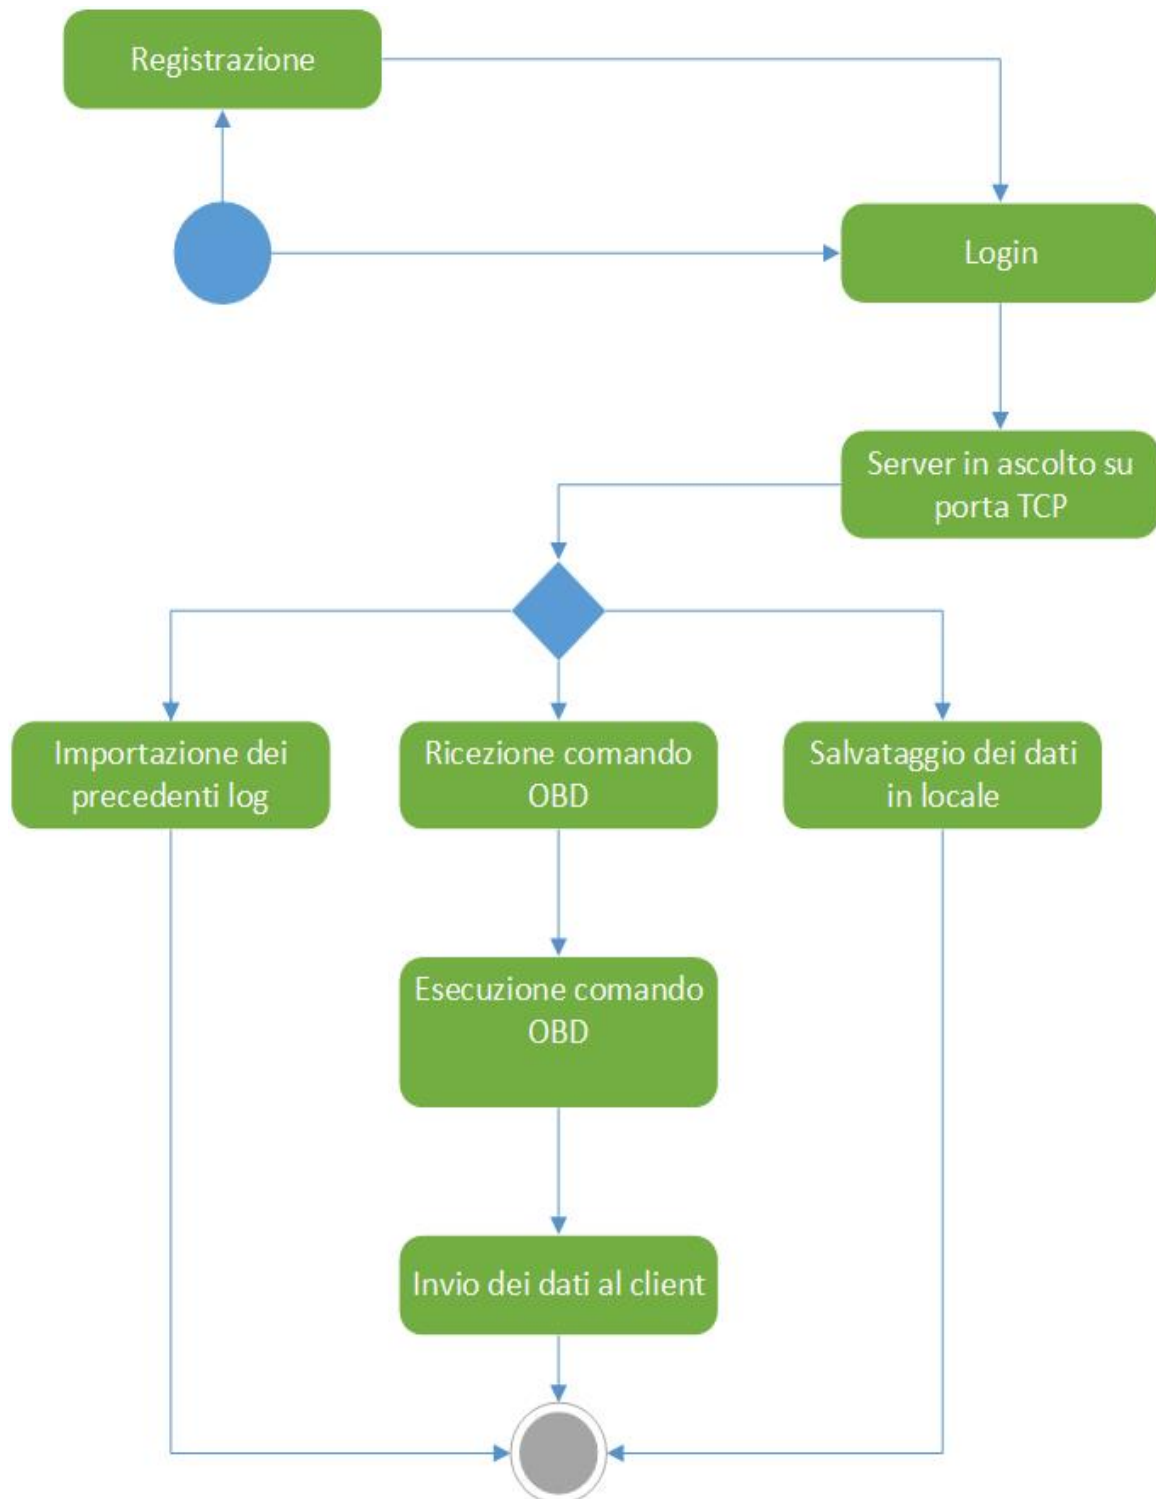 Registrazione
Login
Server in ascolto su
porta TCP
Importazione dei
precedenti log
Ricezione comando
OBD
Salvataggio dei dati
in locale
Esecuzione comando
OBD
Invio dei dati al client